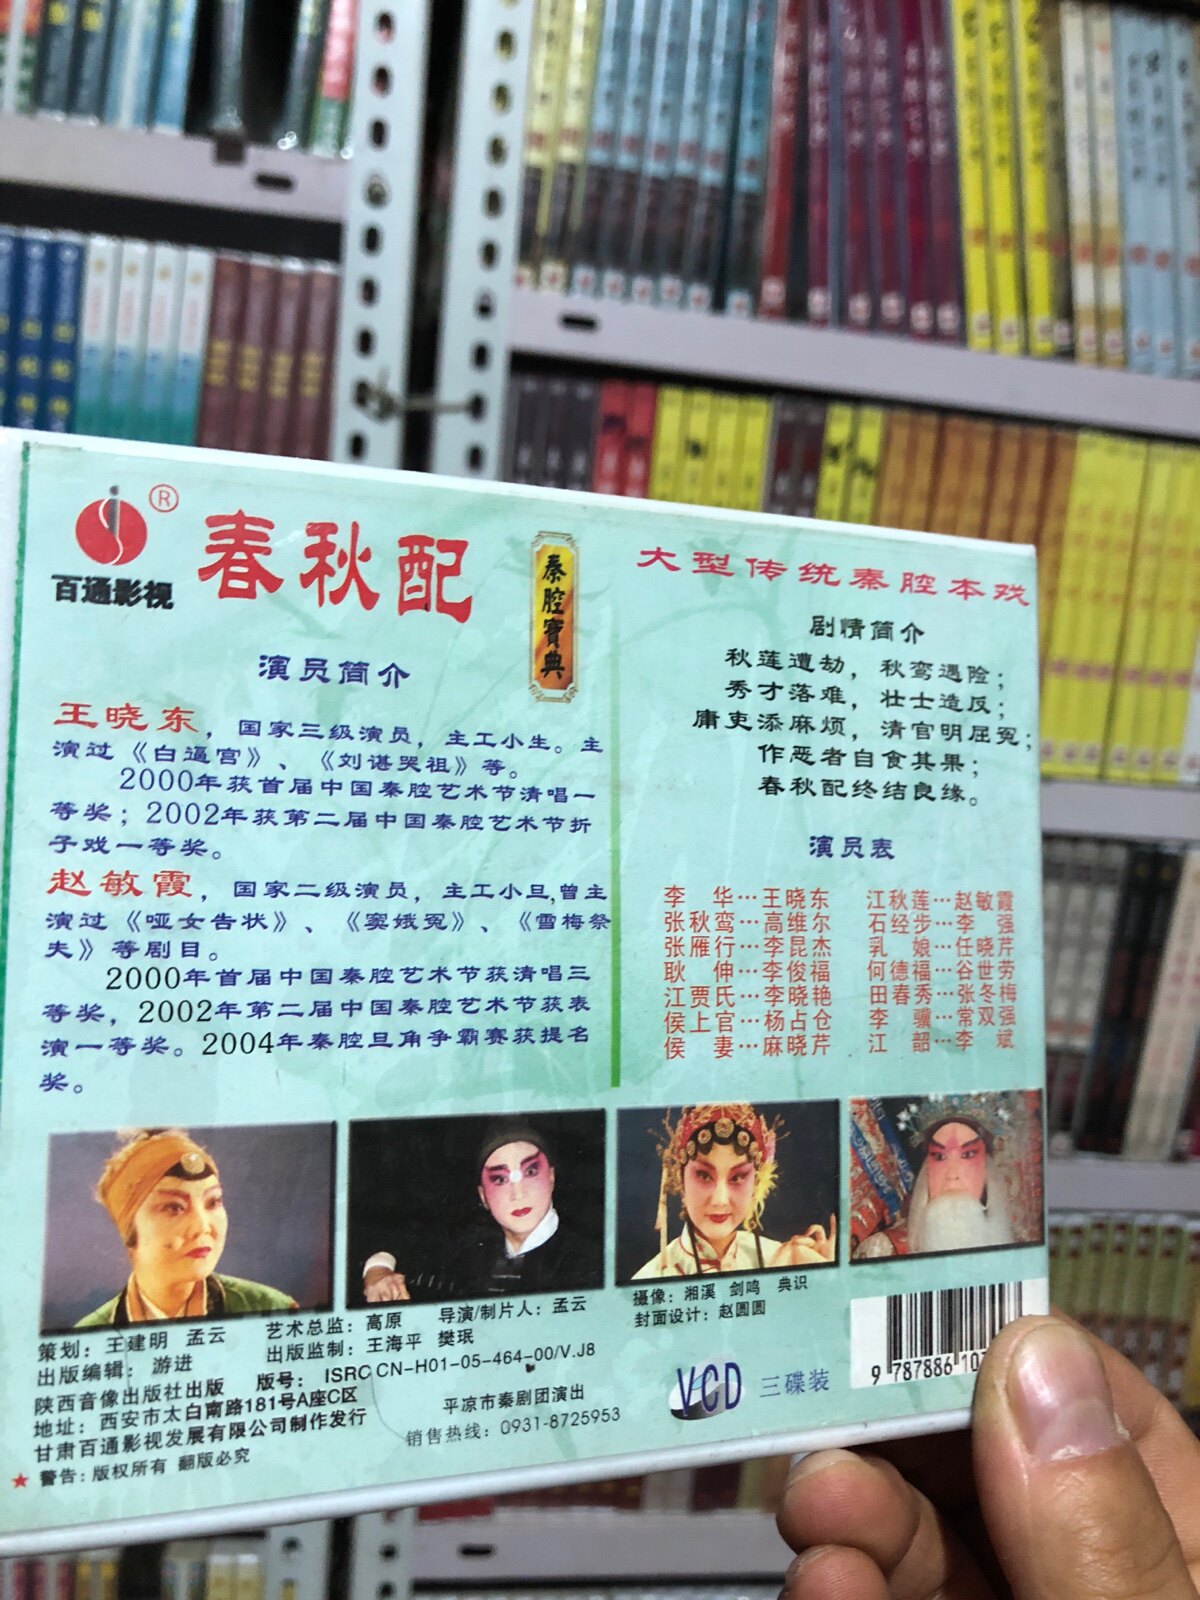 ®
百通影视
春秋配
秦腔寶典
演员简介
王晓东，国家三级演员，主工小生。主
演过《白逼宫》、《刘谌哭祖》等。
2000年获首届中国秦腔艺术节清唱一
等奖；2002年获第二届中国秦腔艺术节折
子戏一等奖。
赵敏霞，国家二级演员，主工小旦,曾主
演过《哑女告状》、《窦娥冤》、《雪梅祭
夫》等剧目。
2000年首届中国秦腔艺术节获清唱三
等奖，2002年第二届中国秦腔艺术节获表
演一等奖。2004年秦腔旦角争霸赛获提名
奖。
大型传统秦腔本戏
剧情简介
秋莲遭劫，秋鸾遇险；
秀才落难，壮士造反；
庸吏添麻烦，清官明屈冤；
作恶者自食其果；
春秋配终结良缘。
演员表
李 华…王晓东 江秋莲…赵敏霞
张秋鸾…高维尔 石经步…李 强
张雁行…李昆杰 乳 娘…任晓芹
耿 伸…李俊福 何德福…谷世劳
江贾氏…李晓艳 田春秀…张冬梅
侯上官…杨占仓 李 骥…常双强
侯 妻…麻晓芹 江 韶…李 斌
策划：王建明 孟云 艺术总监：高原 导演/制片人：孟云
出版编辑：游进 出版监制：王海平 樊珉
摄像：湘溪 剑鸣 典识
封面设计：赵圆圆
陕西音像出版社出版 版号：ISRC CN-H01-05-464-00/V.J8
地址：西安市太白南路181号A座C区
甘肃百通影视发展有限公司制作发行
平凉市秦剧团演出
销售热线：0931-8725953
★ 警告：版权所有 翻版必究
VCD 三碟装
9 787886 10